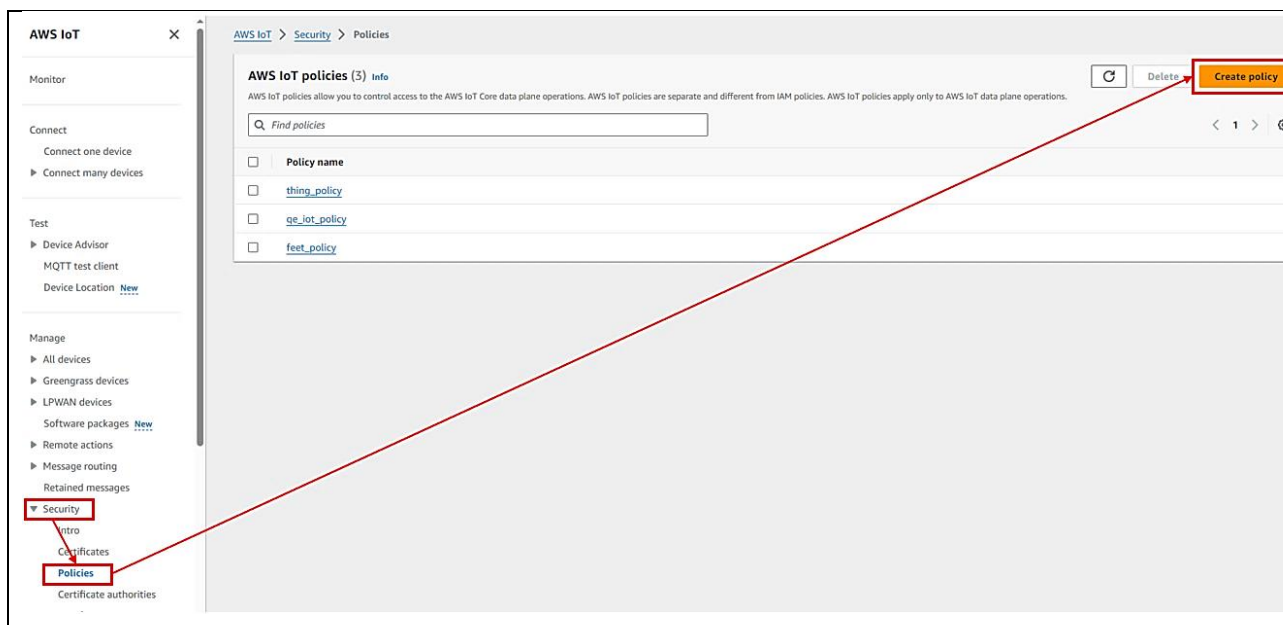 AWS IoT
Monitor
Connect
Connect one device
Connect many devices
Test
Device Advisor
MQTT test client
Device Location New
Manage
All devices
Greengrass devices
LPWAN devices
Software packages New
Remote actions
Message routing
Retained messages
Security
Intro
Certificates
Policies
Certificate authorities
AWS IoT > Security > Policies
AWS IoT policies (3) Info
Delete
Create policy
AWS IoT policies allow you to control access to the AWS IoT Core data plane operations. AWS IoT policies are separate and different from IAM policies. AWS IoT policies apply only to AWS IoT data plane operations.
Find policies
< 1 >
Policy name
thing_policy
qe_iot_policy
feet_policy